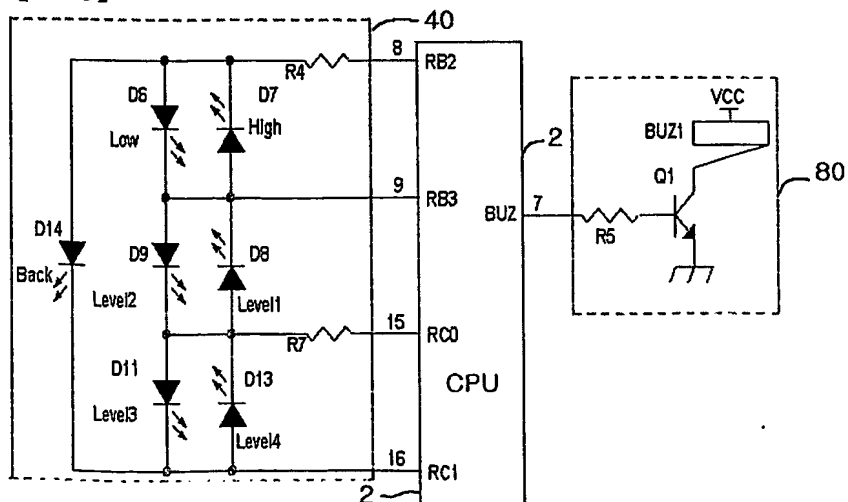 40
8
RB2
R4
D6
D7
Low
High
VCC
BUZ1
2
Q1
80
9
RB3
BUZ
7
R5
D14
D9
D8
Back
Level2
Level1
15
RC0
R7
CPU
D11
D13
Level3
Level4
16
RC1
2